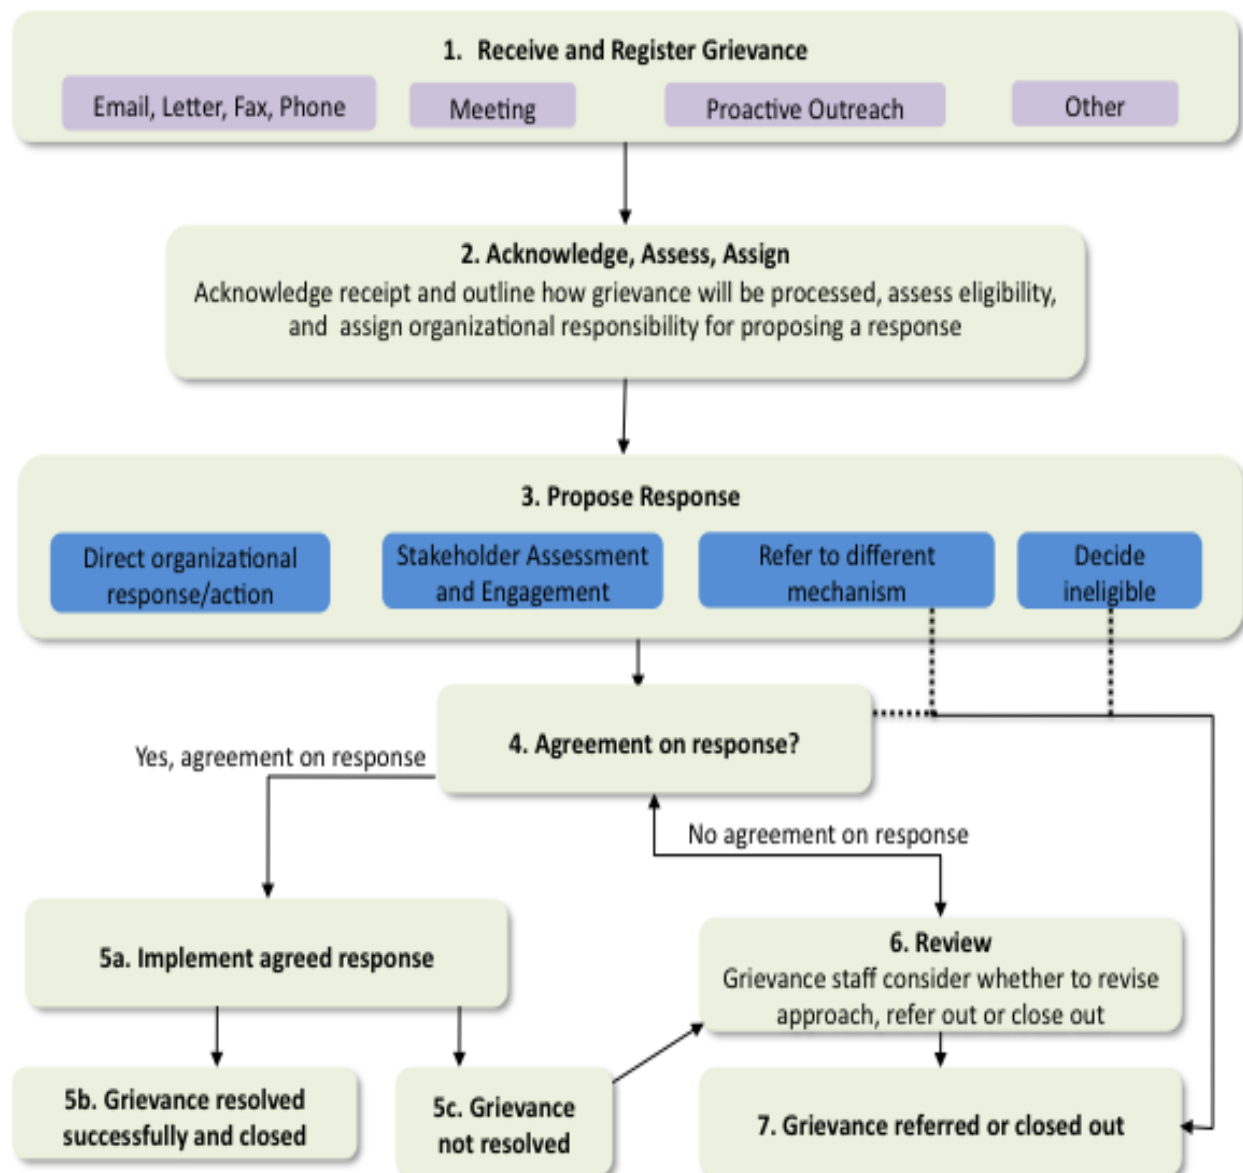 1. Receive and Register Grievance
Email, Letter, Fax, Phone
Meeting
Proactive Outreach
Other
2. Acknowledge, Assess, Assign
Acknowledge receipt and outline how grievance will be processed, assess eligibility,
and assign organizational responsibility for proposing a response
3. Propose Response
Direct organizational
response/action
Stakeholder Assessment
and Engagement
Refer to different
mechanism
Decide
ineligible
4. Agreement on response?
Yes, agreement on response
No agreement on response
5a. Implement agreed response
6. Review
Grievance staff consider whether to revise
approach, refer out or close out
5b. Grievance resolved
successfully and closed
5c. Grievance
not resolved
7. Grievance referred or closed out